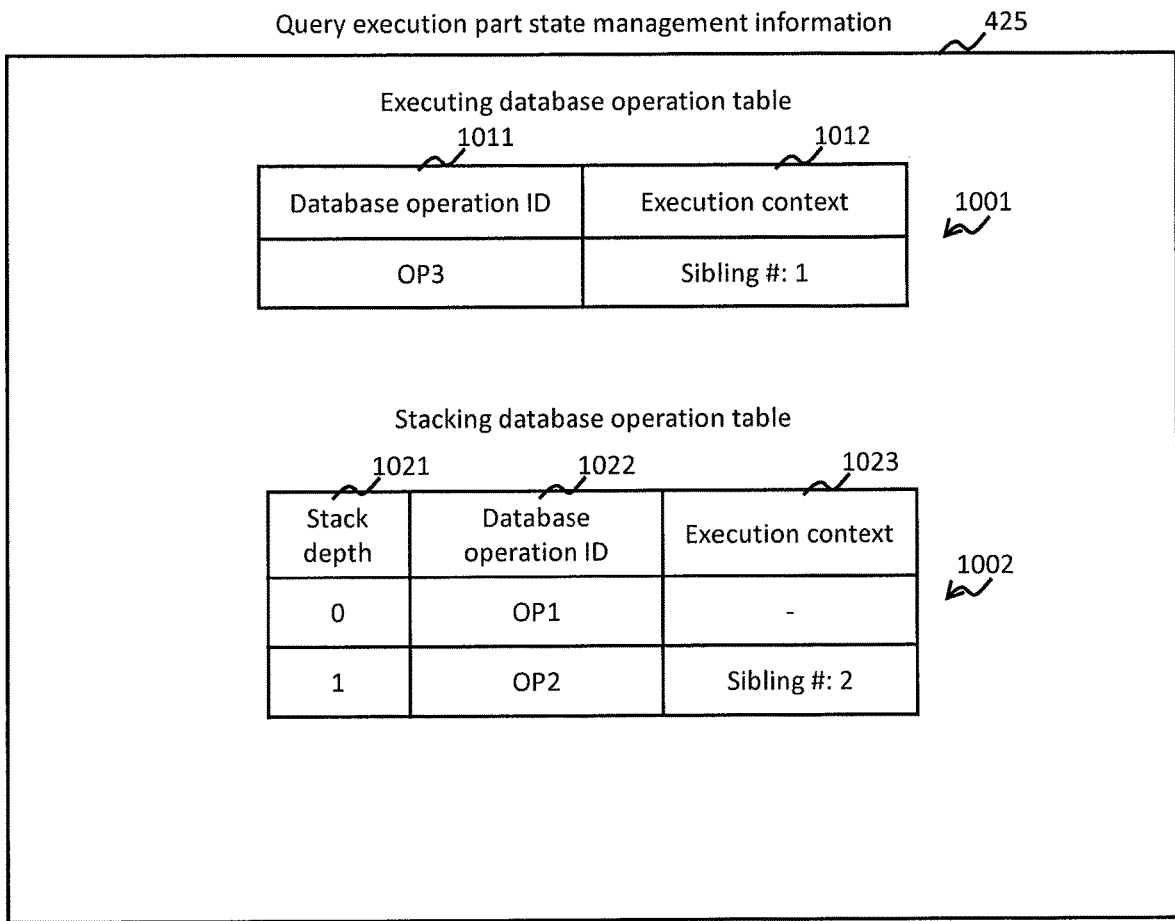 Query execution part state management information 425
Executing database operation table
1011 1012
Database operation ID Execution context
1001
OP3 Sibling #: 1
Stacking database operation table
1021 1022 1023
Stack depth Database operation ID Execution context
1002
0 OP1 -
1 OP2 Sibling #: 2